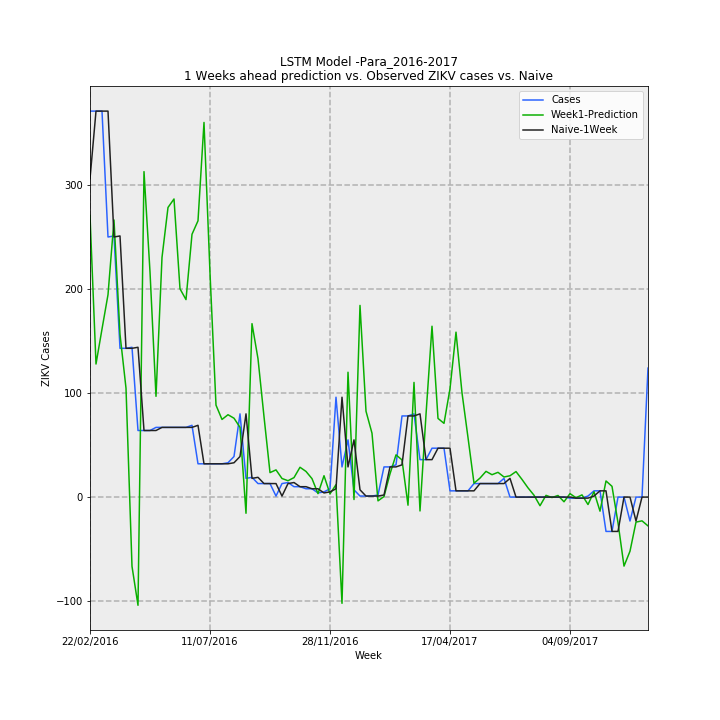 LSTM Model -Para_2016-2017
1 Weeks ahead prediction vs. Observed ZIKV cases vs. Naive
Cases
Week1-Prediction
Naive-1Week
300
200
100
0
−100
ZIKV Cases
22/02/2016
11/07/2016
28/11/2016
17/04/2017
04/09/2017
Week